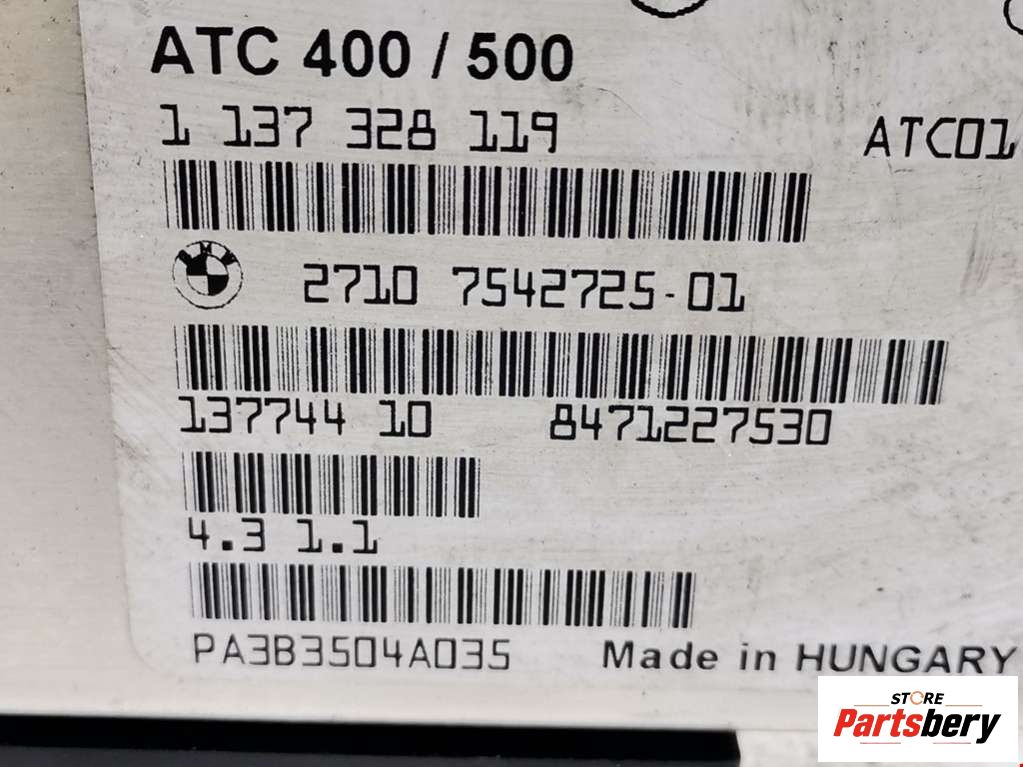 ATC 400 / 500
1 137 328 119 ATC01
BMW
2710 7542725-01
137744 10 8471227530
4.3 1.1
PA3B3504A035 Made in HUNGARY
STORE
Partsbery